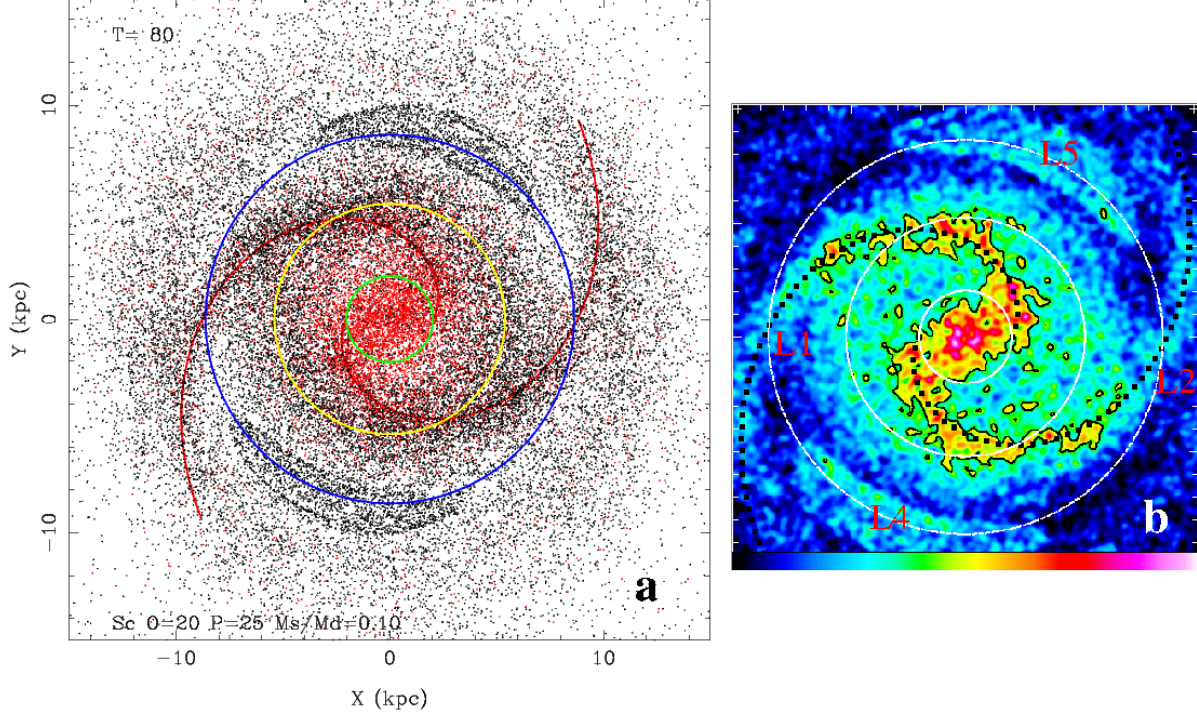 T= 80
10
0
−10
Y (kpc)
Sc O=20 P=25 Ms/Md=0.10
a
−10
0
10
X (kpc)
L5
L1
L2
L4
b